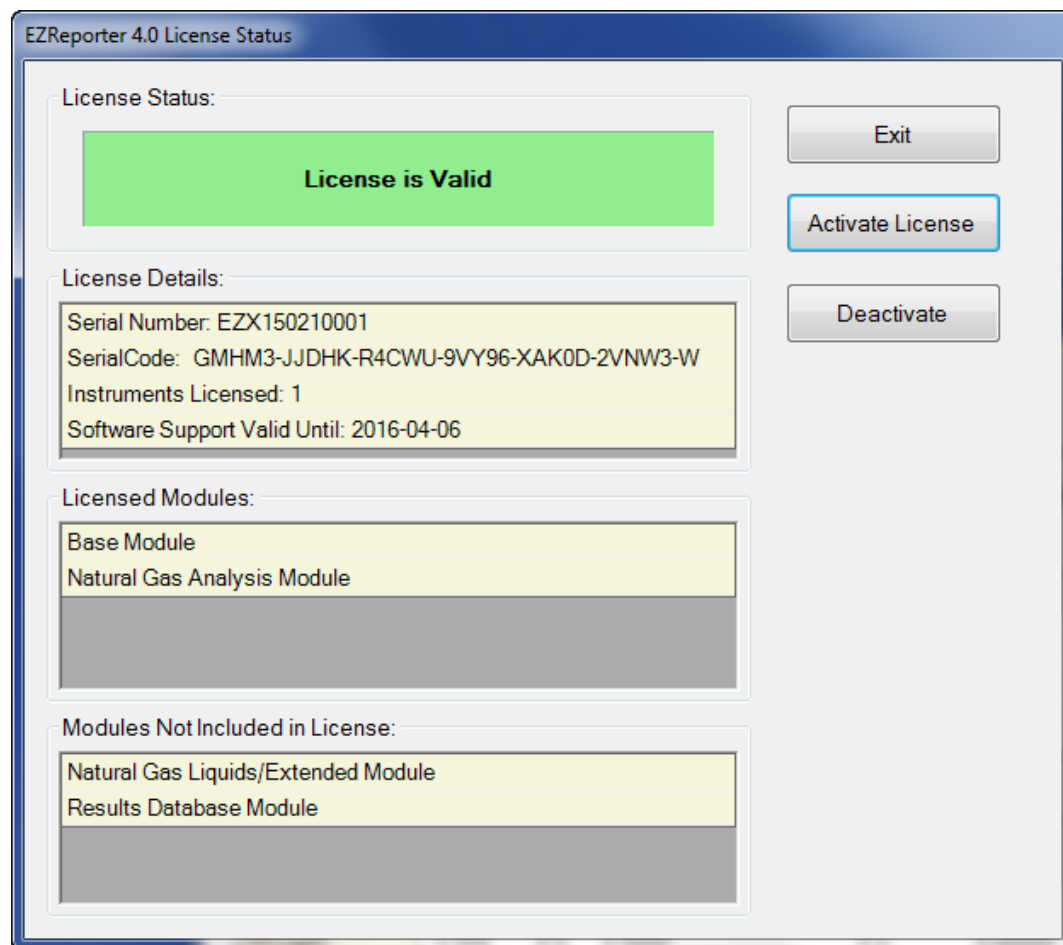 EZReporter 4.0 License Status
License Status:
License is Valid
Exit
Activate License
Deactivate
License Details:
Serial Number: EZX150210001
SerialCode:  GMHM3-JJDHK-R4CWU-9VY96-XAK0D-2VNW3-W
Instruments Licensed: 1
Software Support Valid Until: 2016-04-06
Licensed Modules:
Base Module
Natural Gas Analysis Module
Modules Not Included in License:
Natural Gas Liquids/Extended Module
Results Database Module